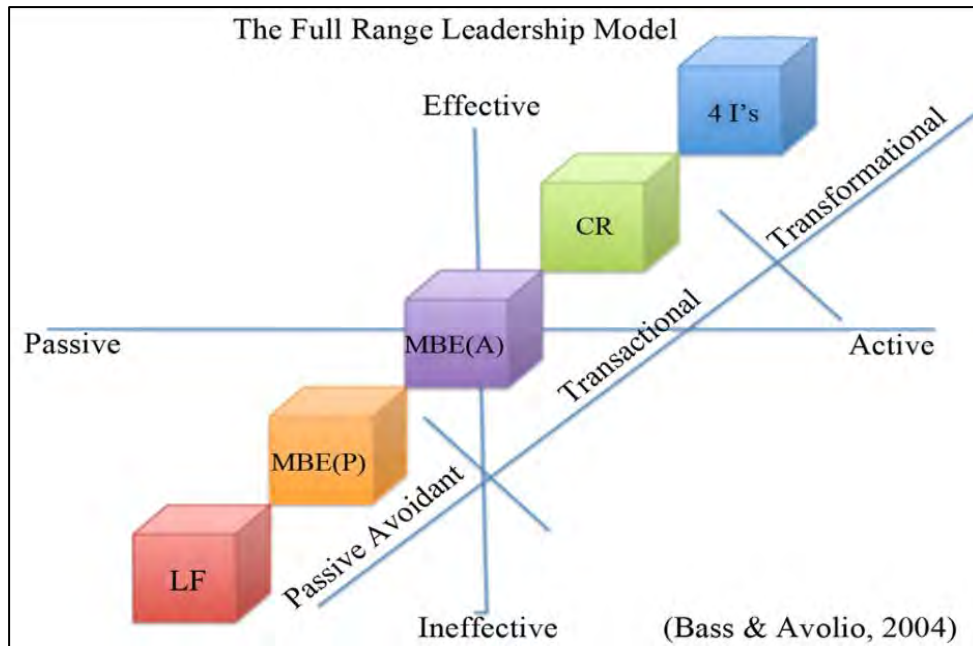 The Full Range Leadership Model
Effective
4 I's
CR
Transformational
MBE(A)
Passive
Active
Transactional
MBE(P)
Passive Avoidant
LF
Ineffective
(Bass & Avolio, 2004)